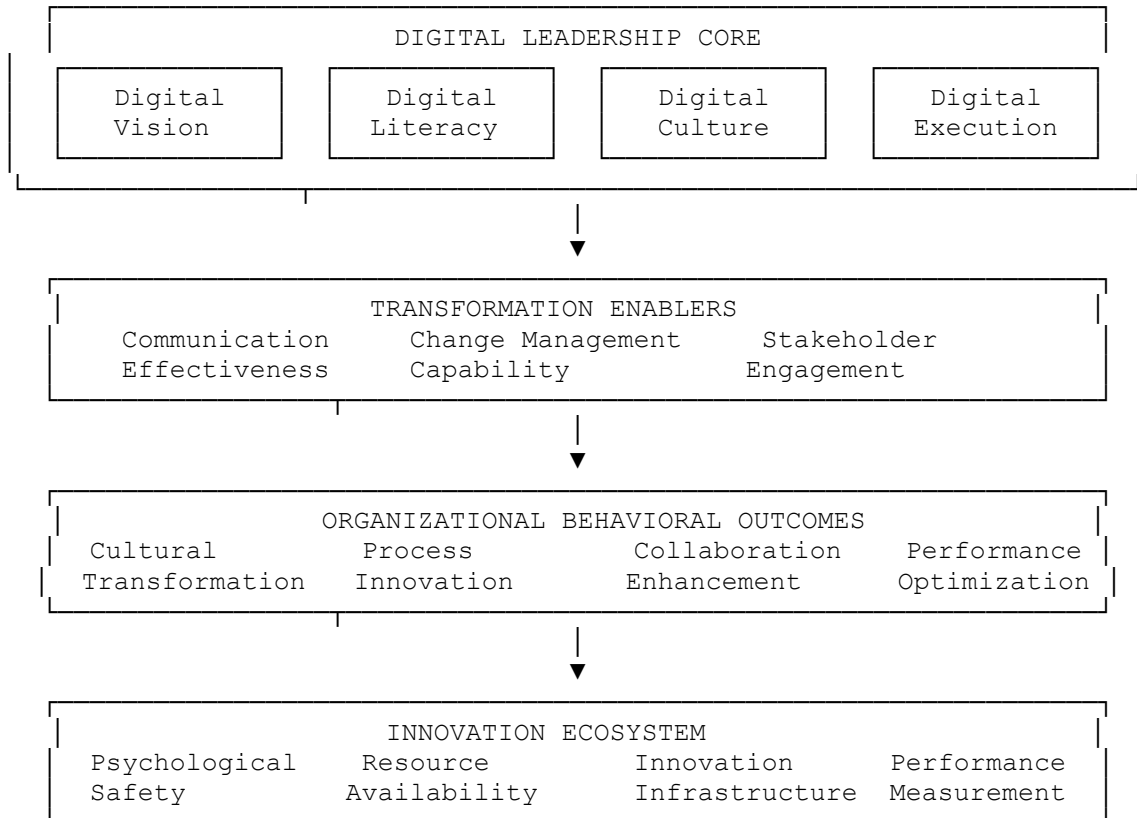 DIGITAL LEADERSHIP CORE
Digital Digital Digital Digital
Vision Literacy Culture Execution
TRANSFORMATION ENABLERS
Communication Change Management Stakeholder
Effectiveness Capability Engagement
ORGANIZATIONAL BEHAVIORAL OUTCOMES
Cultural Process Collaboration Performance
Transformation Innovation Enhancement Optimization
INNOVATION ECOSYSTEM
Psychological Resource Innovation Performance
Safety Availability Infrastructure Measurement